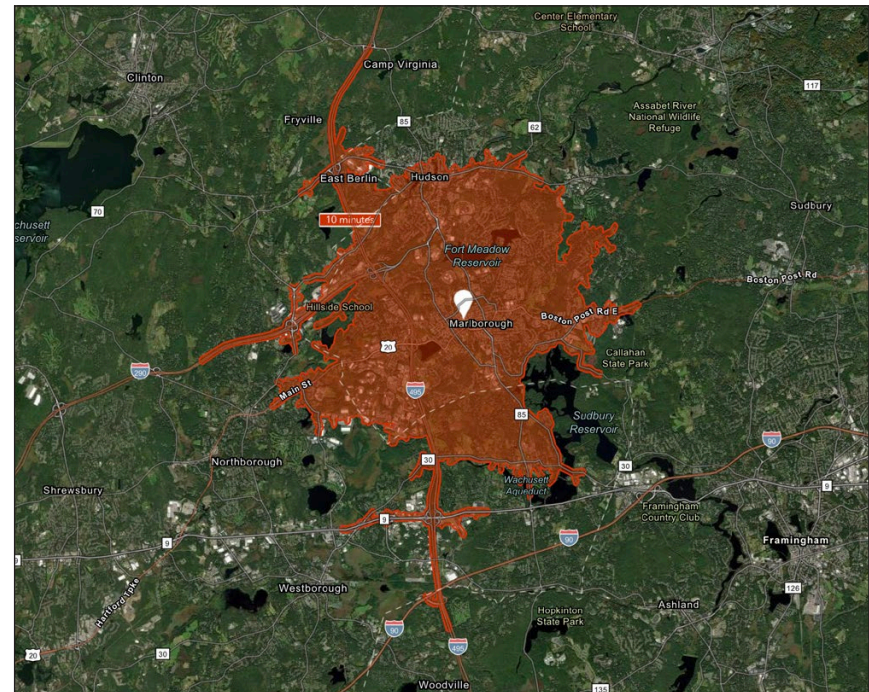 Center Elementary
School
Camp Virginia
Clinton
117
Assabet River
National Wildlife
Refuge
85
Fryville
62
East Berlin
Hudson
Sudbury
70
10 minutes
chusett
servoir
Fort Meadow
Reservoir
Boston Post Rd
Hillside School
Marlborough
Boston Post Rd E
20
Callahan
State Park
290
Main St
495
85
Sudbury
Reservoir
90
Northborough
30
30
Shrewsbury
Wachusett
Aqueduct
9
Framingham
Country Club
9
9
9
90
Framingham
Westborough
126
Hartford Tpke
Hopkinton
State Park
Ashland
90
495
20
30
Woodville
135